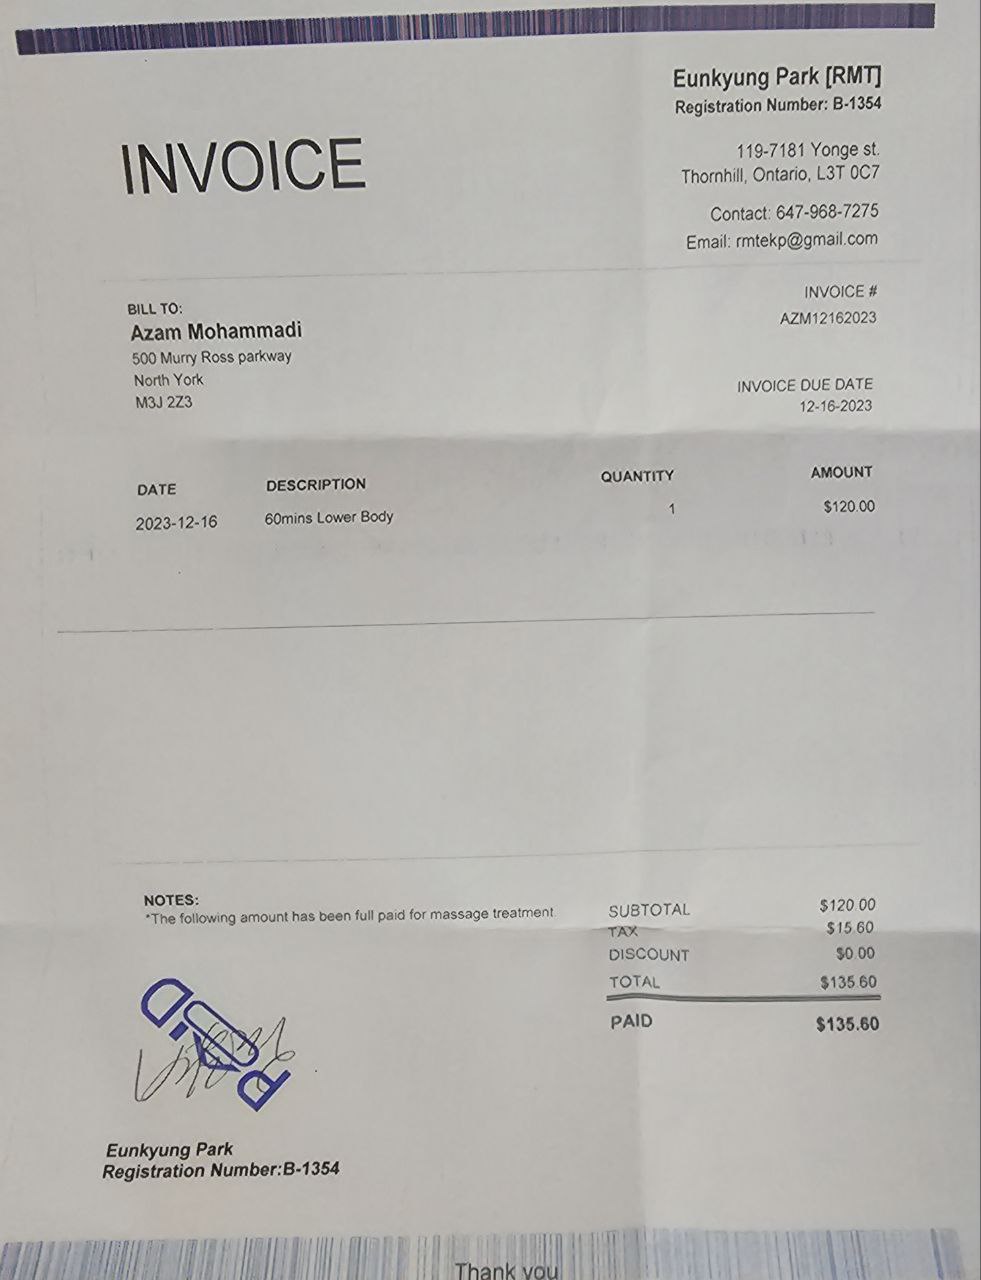 Eunkyung Park [RMT]
Registration Number: B-1354
INVOICE
119-7181 Yonge st.
Thornhill, Ontario, L3T 0C7
Contact: 647-968-7275
Email: rmtekp@gmail.com
BILL TO:
Azam Mohammadi
500 Murry Ross parkway
North York
M3J 2Z3
INVOICE #
AZM12162023
INVOICE DUE DATE
12-16-2023
DATE DESCRIPTION QUANTITY AMOUNT
2023-12-16 60mins Lower Body 1 $120.00
NOTES:
*The following amount has been full paid for massage treatment
SUBTOTAL $120.00
TAX $15.60
DISCOUNT $0.00
TOTAL $135.60
PAID $135.60
PAID
Eunkyung Park
Registration Number:B-1354
Thank you